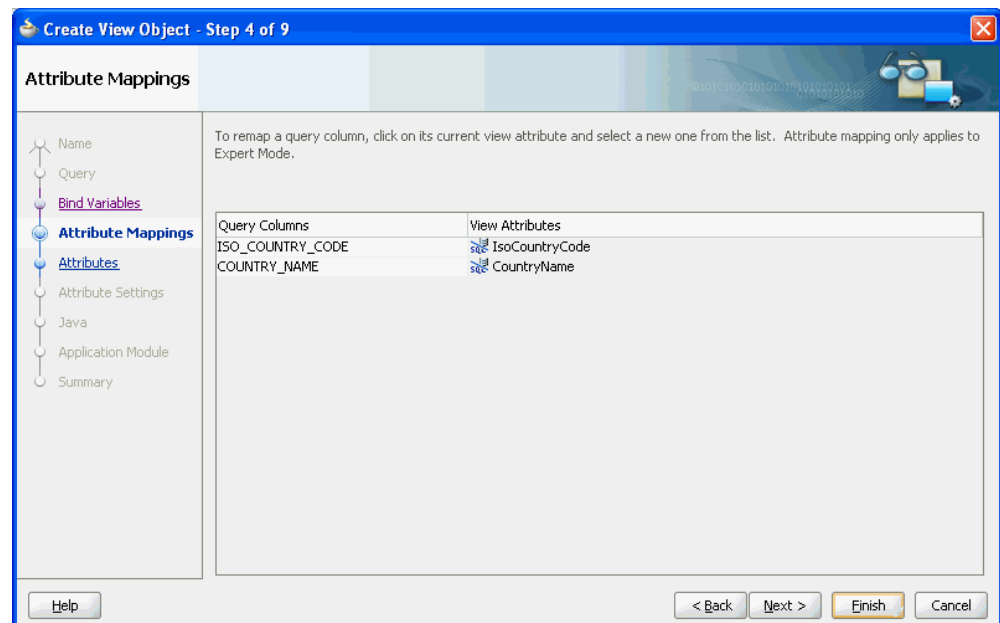 Create View Object - Step 4 of 9
Attribute Mappings
Name
Query
Bind Variables
Attribute Mappings
Attributes
Attribute Settings
Java
Application Module
Summary
To remap a query column, click on its current view attribute and select a new one from the list. Attribute mapping only applies to
Expert Mode.
Query Columns View Attributes
ISO_COUNTRY_CODE IsoCountryCode
COUNTRY_NAME CountryName
Help < Back Next > Finish Cancel